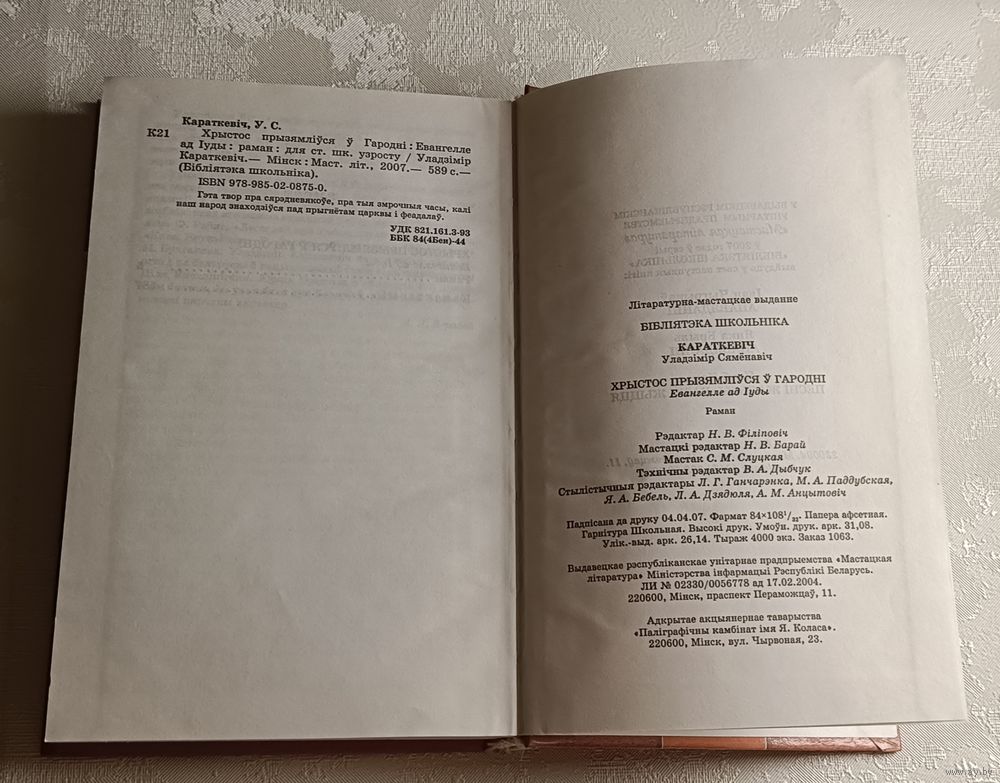 Караткевіч, У. С.
К21 Хрыстос прызямліўся ў Гародні : Евангелле
ад Іуды : раман : для ст. шк. узросту / Уладзімір
Караткевіч.— Мінск : Маст. літ., 2007.— 589 с.—
(Бібліятэка школьніка).
ISBN 978-985-02-0875-0.
Гэта твор пра сярэдневякоўе, пра тыя змрочныя часы, калі
наш народ знаходзіўся пад прыгнётам царквы і феадалаў.
УДК 821.161.3-93
ББК 84(4Беи)-44
Літаратурна-мастацкае выданне
БІБЛІЯТЭКА ШКОЛЬНІКА
КАРАТКЕВІЧ
Уладзімір Сямёнавіч
ХРЫСТОС ПРЫЗЯМЛІЎСЯ Ў ГАРОДНІ
Евангелле ад Іуды
Раман
Рэдактар Н. В. Філіповіч
Мастацкі рэдактар Н. В. Барай
Мастак С. М. Слуцкая
Тэхнічны рэдактар В. А. Дыбчук
Стылістычныя рэдактары Л. Г. Ганчарэнка, М. А. Паддубская,
Я. А. Бебель, Л. А. Дзядюля, А. М. Анцытовіч
Падпісана да друку 04.04.07. Фармат 84×108¹/₃₂. Папера афсетная.
Гарнітура Школьная. Высокі друк. Умоўн. друк. арк. 31,08.
Улік.-выд. арк. 26,14. Тыраж 4000 экз. Заказ 1063.
Выдавецкае рэспубліканскае унітарнае прадпрыемства «Мастацкая
літаратура» Міністэрства інфармацыі Рэспублікі Беларусь.
ЛИ № 02330/0056778 ад 17.02.2004.
220600, Мінск, праспект Пераможцаў, 11.
Адкрытае акцыянернае таварыства
«Паліграфічны камбінат імя Я. Коласа».
220600, Мінск, вул. Чырвоная, 23.